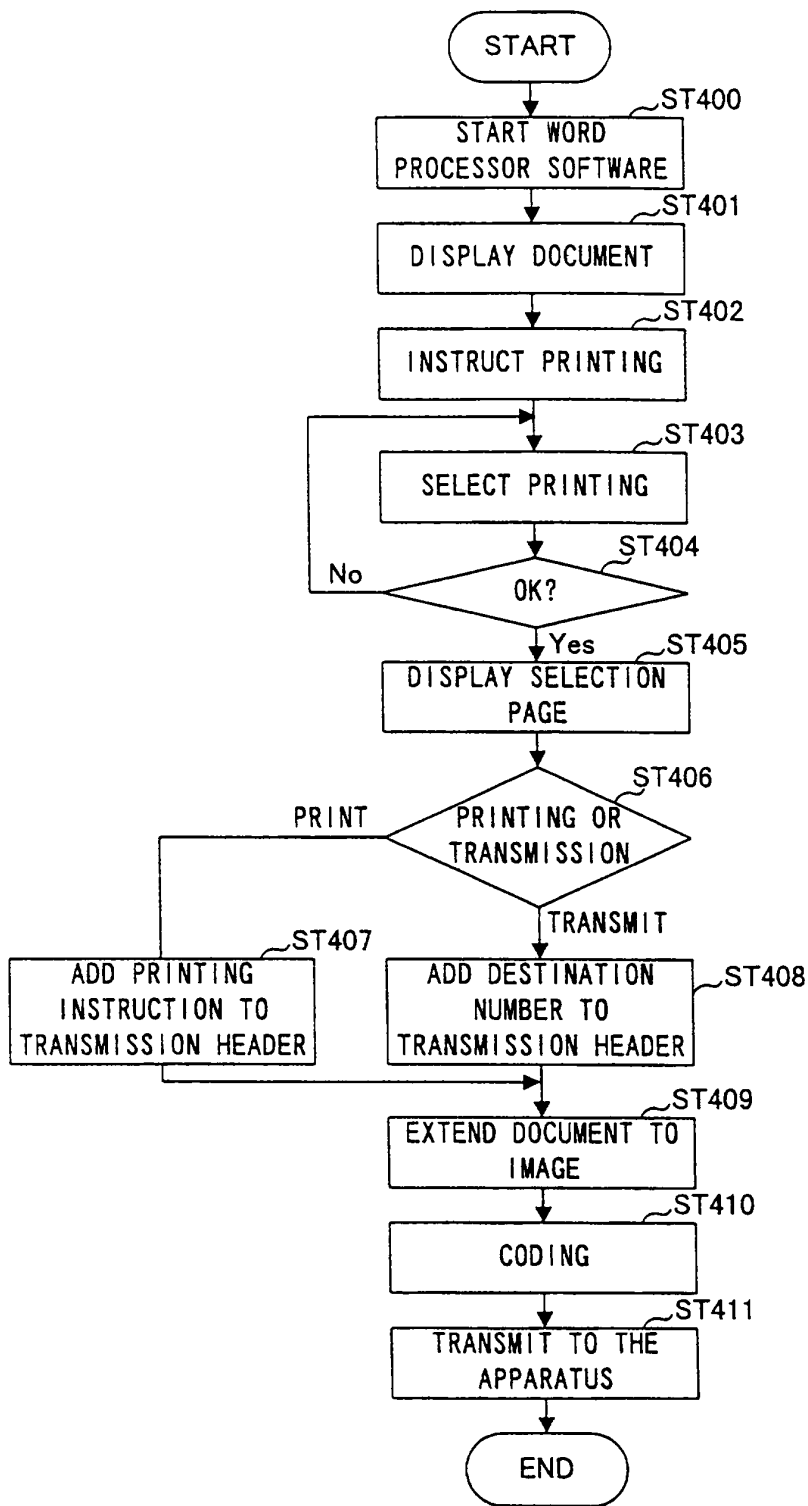 START
ST400
START WORD
PROCESSOR SOFTWARE
ST401
DISPLAY DOCUMENT
ST402
INSTRUCT PRINTING
ST403
SELECT PRINTING
ST404
No
OK?
Yes
ST405
DISPLAY SELECTION
PAGE
ST406
PRINT
PRINTING OR
TRANSMISSION
TRANSMIT
ST407
ADD PRINTING
INSTRUCTION TO
TRANSMISSION HEADER
ST408
ADD DESTINATION
NUMBER TO
TRANSMISSION HEADER
ST409
EXTEND DOCUMENT TO
IMAGE
ST410
CODING
ST411
TRANSMIT TO THE
APPARATUS
END